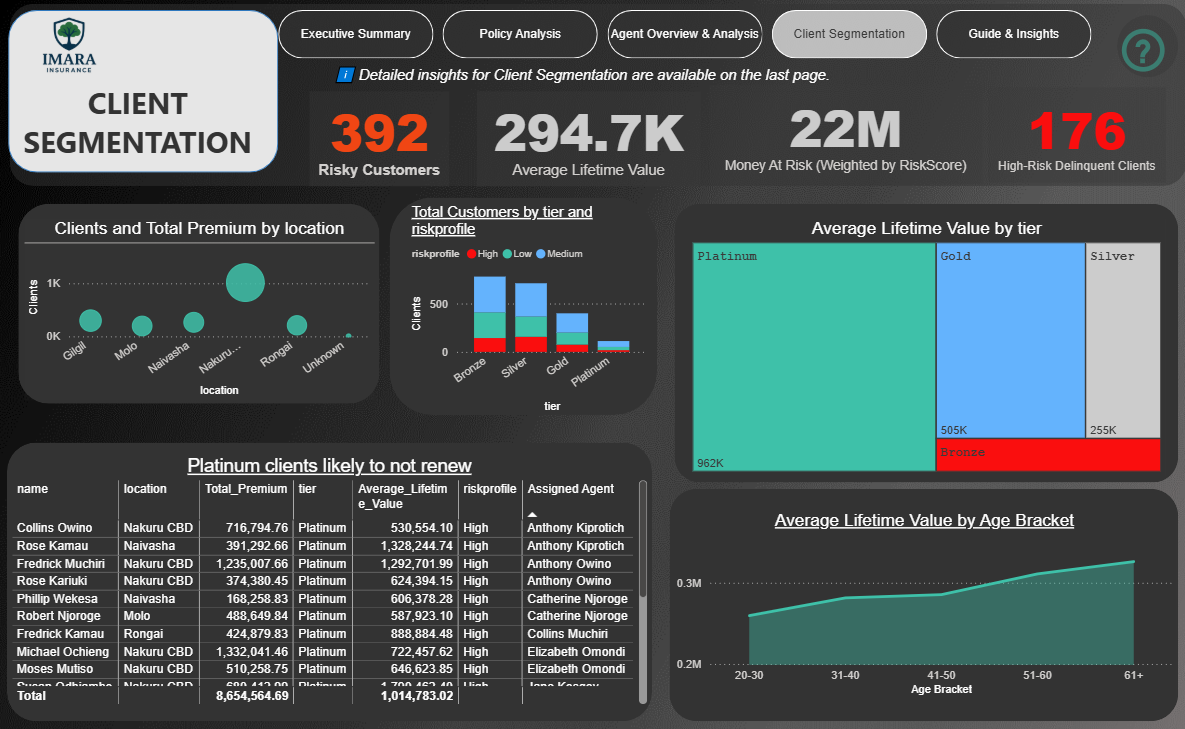 IMARA
INSURANCE
CLIENT
SEGMENTATION
Executive Summary
Policy Analysis
Agent Overview & Analysis
Client Segmentation
Guide & Insights
?
i Detailed insights for Client Segmentation are available on the last page.
392
Risky Customers
294.7K
Average Lifetime Value
22M
Money At Risk (Weighted by RiskScore)
176
High-Risk Delinquent Clients
Clients and Total Premium by location
Clients
1K
0K
Gilgil
Molo
Naivasha
Nakuru...
Rongai
Unknown
location
Total Customers by tier and
riskprofile
riskprofile High Low Medium
Clients
500
0
Bronze
Silver
Gold
Platinum
tier
Average Lifetime Value by tier
Platinum
962K
Gold
505K
Silver
255K
Bronze
Platinum clients likely to not renew
name location Total_Premium tier Average_Lifetim riskprofile Assigned Agent
e_Value
Collins Owino Nakuru CBD 716,794.76 Platinum 530,554.10 High Anthony Kiprotich
Rose Kamau Naivasha 391,292.66 Platinum 1,328,244.74 High Anthony Kiprotich
Fredrick Muchiri Nakuru CBD 1,235,007.66 Platinum 1,292,701.99 High Anthony Owino
Rose Kariuki Nakuru CBD 374,380.45 Platinum 624,394.15 High Anthony Owino
Phillip Wekesa Naivasha 168,258.83 Platinum 606,378.28 High Catherine Njoroge
Robert Njoroge Molo 488,649.84 Platinum 587,923.10 High Catherine Njoroge
Fredrick Kamau Rongai 424,879.83 Platinum 888,884.48 High Collins Muchiri
Michael Ochieng Nakuru CBD 1,332,041.46 Platinum 722,457.62 High Elizabeth Omondi
Moses Mutiso Nakuru CBD 510,258.75 Platinum 646,623.85 High Elizabeth Omondi
Nakuru CBD Platinum High
Total 8,654,564.69 1,014,783.02
Average Lifetime Value by Age Bracket
0.3M
0.2M
20-30
31-40
41-50
51-60
61+
Age Bracket